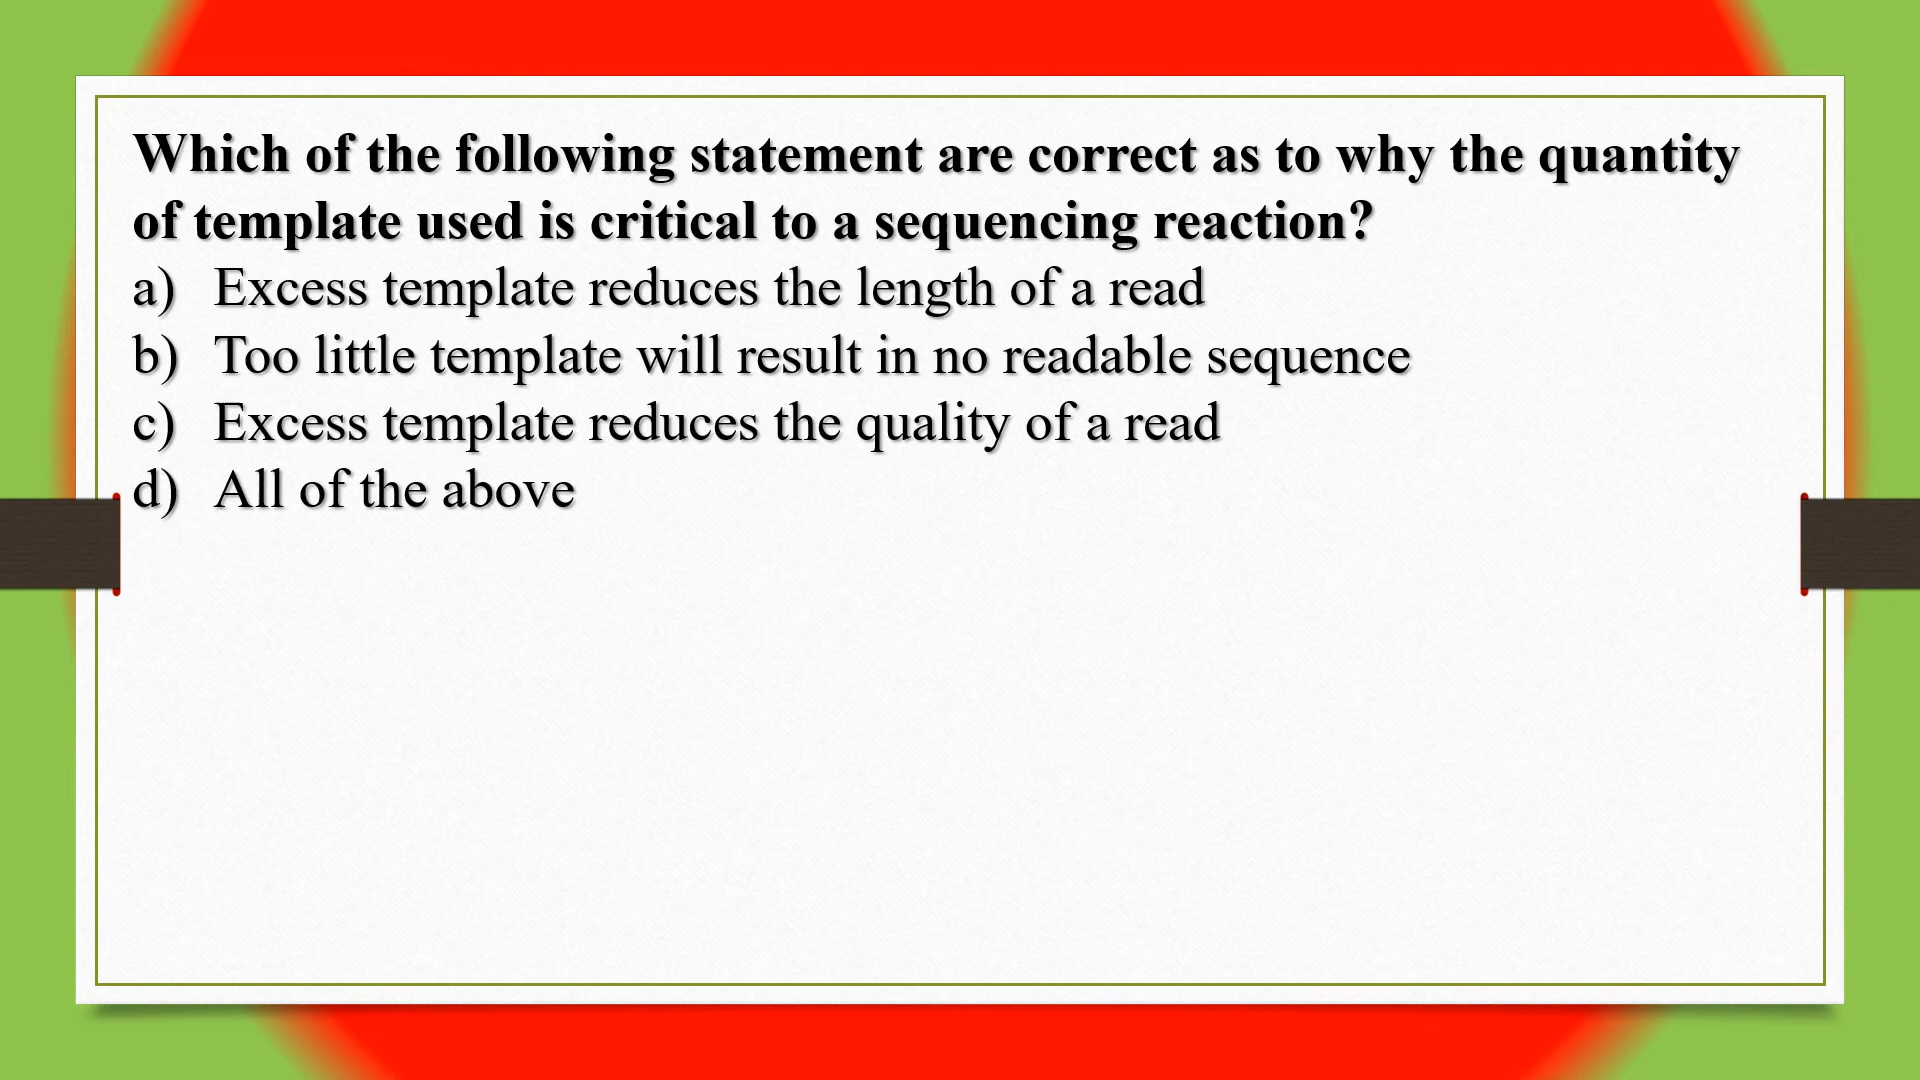 Which of the following statement are correct as to why the quantity
of template used is critical to a sequencing reaction?
a) Excess template reduces the length of a read
b) Too little template will result in no readable sequence
c) Excess template reduces the quality of a read
d) All of the above